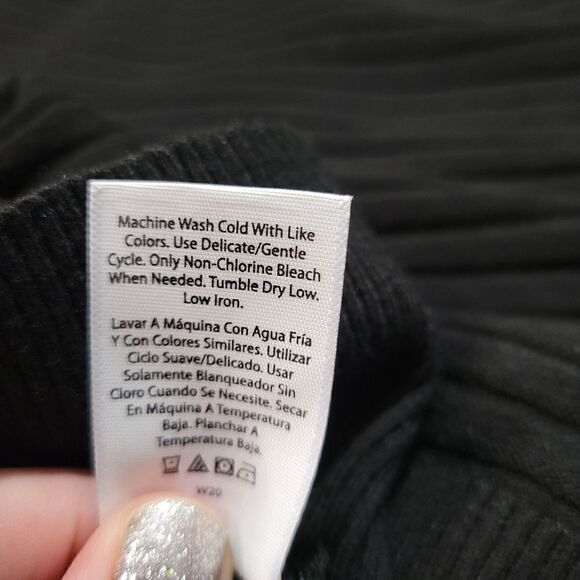 Machine Wash Cold With Like
Colors. Use Delicate/Gentle
Cycle. Only Non-Chlorine Bleach
When Needed. Tumble Dry Low.
Low Iron.
Lavar A Máquina Con Agua Fría
Y Con Colores Similares. Utilizar
Ciclo Suave/Delicado. Usar
Solamente Blanqueador Sin
Cloro Cuando Se Necesite. Secar
En Máquina A Temperatura
Baja. Planchar A
Temperatura Baja.
W20